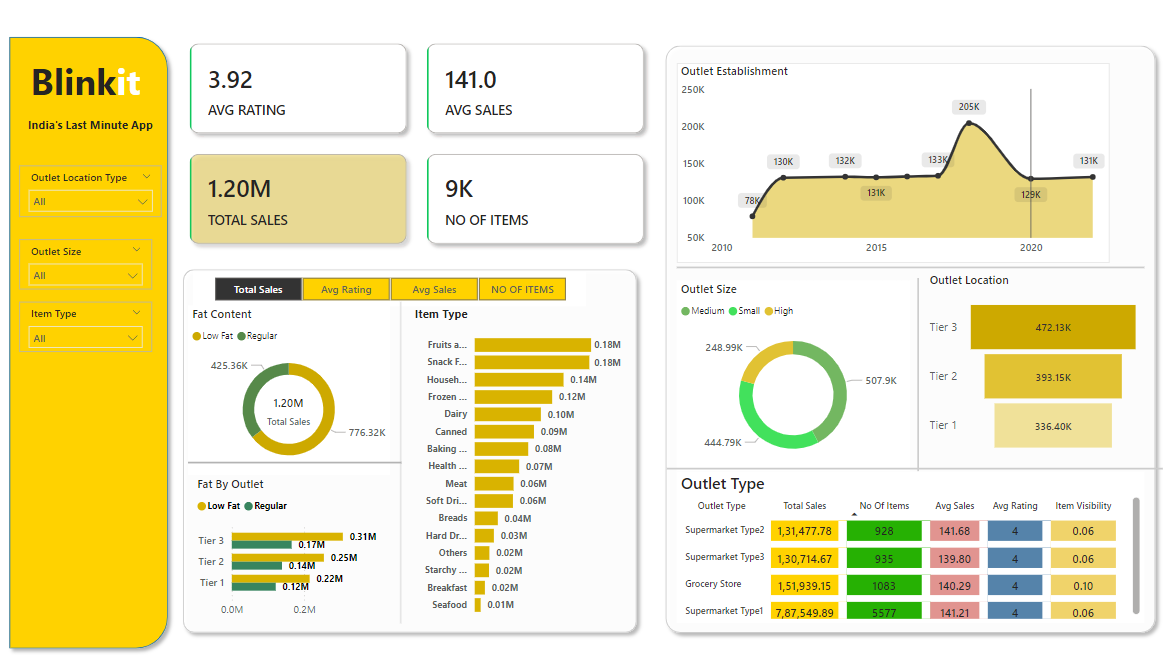 Blinkit
India's Last Minute App
Outlet Location Type
All
Outlet Size
All
Item Type
All
3.92
AVG RATING
141.0
AVG SALES
1.20M
TOTAL SALES
9K
NO OF ITEMS
Total Sales Avg Rating Avg Sales NO OF ITEMS
Fat Content
Low Fat Regular
425.36K
1.20M
Total Sales
776.32K
Fat By Outlet
Low Fat Regular
Tier 3 0.31M
0.17M
Tier 2 0.25M
0.14M
Tier 1 0.22M
0.12M
0.0M 0.2M
Item Type
Fruits a... 0.18M
Snack F... 0.18M
Househ... 0.14M
Frozen ... 0.12M
Dairy 0.10M
Canned 0.09M
Baking ... 0.08M
Health ... 0.07M
Meat 0.06M
Soft Dri... 0.06M
Breads 0.04M
Hard Dr... 0.03M
Others 0.02M
Starchy ... 0.02M
Breakfast 0.02M
Seafood 0.01M
Outlet Establishment
250K
200K
150K
100K
50K
78K 130K 132K 131K 133K 205K 129K 131K
2010 2015 2020
Outlet Size
Medium Small High
248.99K
507.9K
444.79K
Outlet Location
Tier 3 472.13K
Tier 2 393.15K
Tier 1 336.40K
Outlet Type
Outlet Type Total Sales No Of Items Avg Sales Avg Rating Item Visibility
Supermarket Type2 1,31,477.78 928 141.68 4 0.06
Supermarket Type3 1,30,714.67 935 139.80 4 0.06
Grocery Store 1,51,939.15 1083 140.29 4 0.10
Supermarket Type1 7,87,549.89 5577 141.21 4 0.06